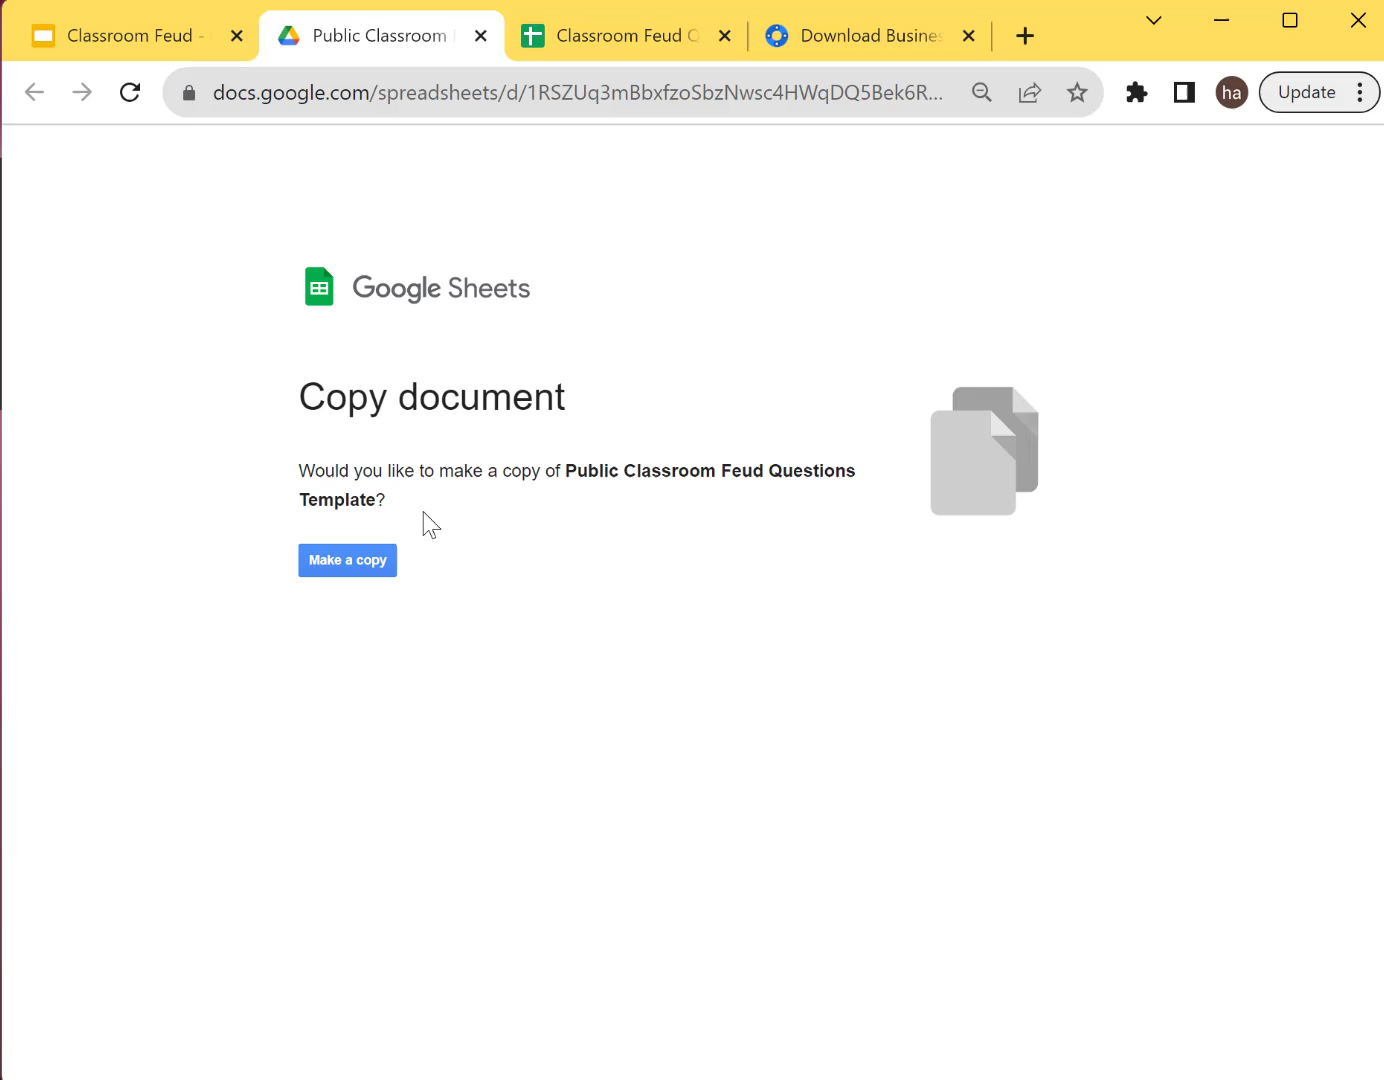 Classroom Feud -
Public Classroom
Classroom Feud Q
Download Busines
docs.google.com/spreadsheets/d/1RSZUq3mBbxfzoSbzNwsc4HWqDQ5Bek6R...
ha
Update
Google Sheets
Copy document
Would you like to make a copy of Public Classroom Feud Questions
Template?
Make a copy